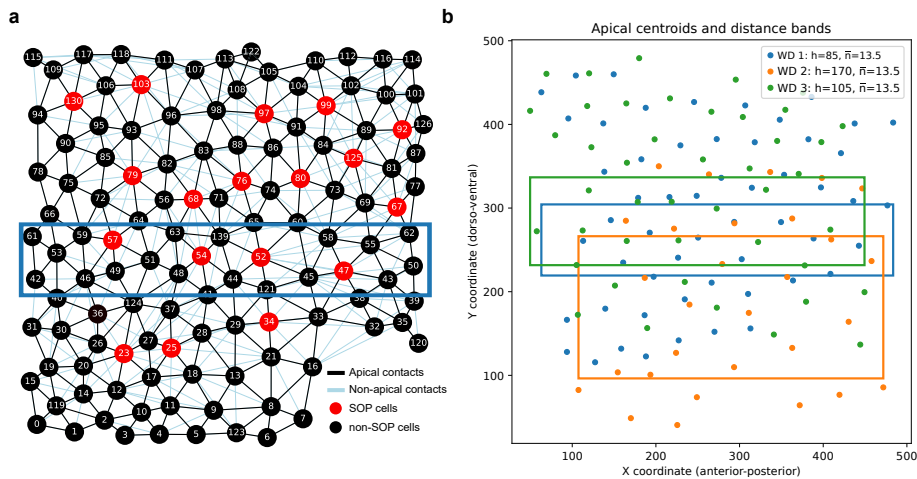 a
b
Apical centroids and distance bands
115 117 118 114 113 122 110 112 116 114
109 106 103 107 105 102 101
130 108 104 111
94 95 93 96 98 97 99 92 126
90 82 83 88 86 91 84 89 87
78 79 76 80 125 81
75 72 56 68 71 74 73 77
66 64 139 65 69 67
61 57 63 58 55 62
53 51 54 52 50
42 46 49 48 44 121 45 47 43
40 124 38
31 30 36 37 28 29 34 33 32 35 39
26 120
19 20 23 25 21 16
15 14 12 17 18 13
119 10 11 9 8
0 1 2 3 4 5 123 6 7
Apical contacts
Non-apical contacts
SOP cells
non-SOP cells
WD 1: h=85, n̅=13.5
WD 2: h=170, n̅=13.5
WD 3: h=105, n̅=13.5
Y coordinate (dorso-ventral)
500
400
300
200
100
100 200 300 400 500
X coordinate (anterior-posterior)